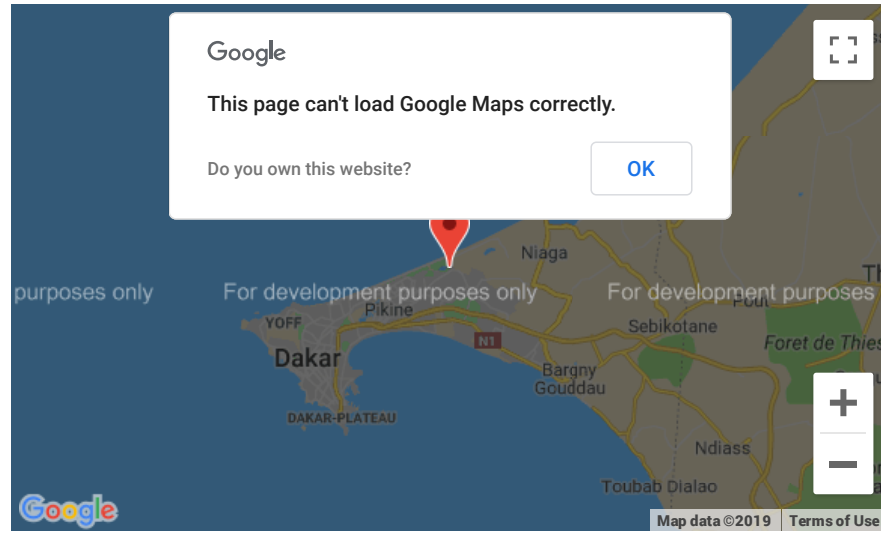 Google
This page can't load Google Maps correctly.
Do you own this website?
OK
Niaga
purposes only
For development purposes only
For development purposes
Pout
Pikine
YOFF
Sebikotane
N1
Foret de Thies
Dakar
Bargny
Gouddau
DAKAR-PLATEAU
Ndiass
Toubab Dialao
Google
Map data ©2019
Terms of Use